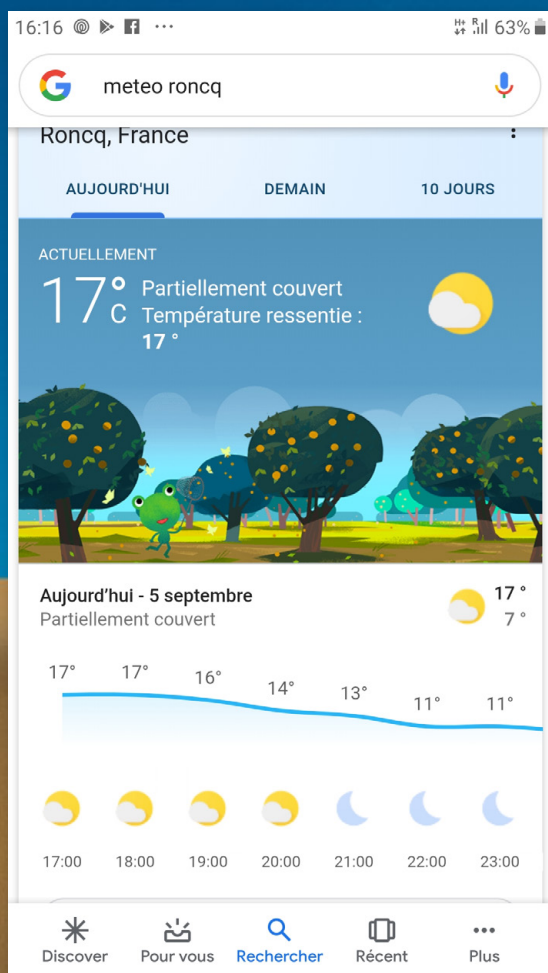 16:16 63%
meteo roncq
Roncq, France
AUJOURD'HUI DEMAIN 10 JOURS
ACTUELLEMENT
17°C Partiellement couvert
Température ressentie :
17 °
Aujourd'hui - 5 septembre 17 °
Partiellement couvert 7 °
17° 17° 16° 14° 13° 11° 11°
17:00 18:00 19:00 20:00 21:00 22:00 23:00
Discover Pour vous Rechercher Récent Plus